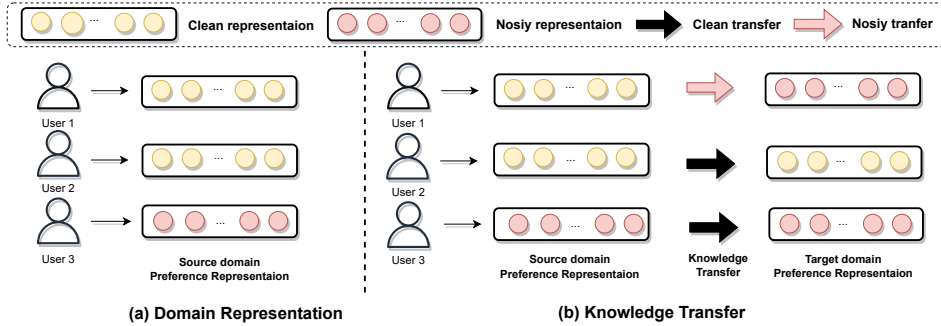 ... Clean representaion ... Nosiy representaion Clean transfer Nosiy tranfer
User 1 ...
User 2 ...
User 3 ...
Source domain
Preference Representaion
(a) Domain Representation
User 1 ... ...
User 2 ... ...
User 3 ... ...
Source domain
Preference Representaion
Knowledge
Transfer
Target domain
Preference Representaion
(b) Knowledge Transfer